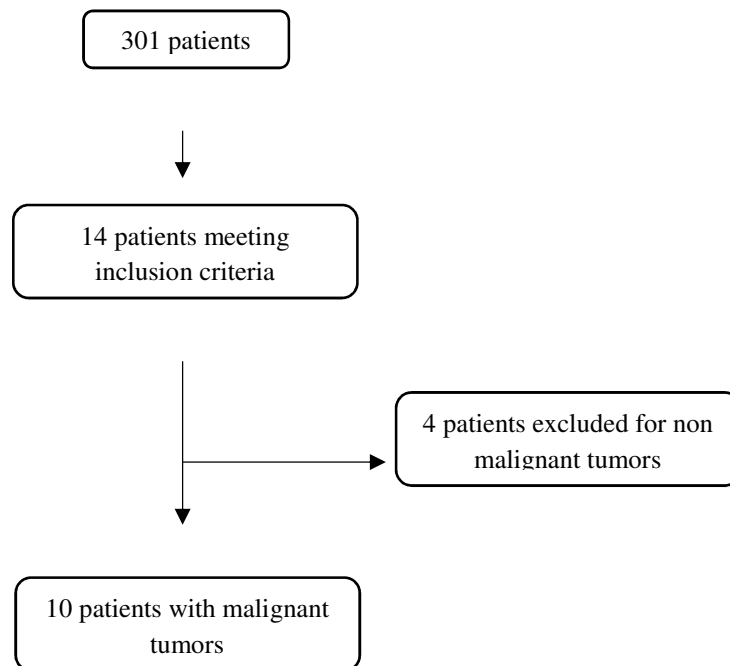 301 patients
14 patients meeting
inclusion criteria
4 patients excluded for non
malignant tumors
10 patients with malignant
tumors